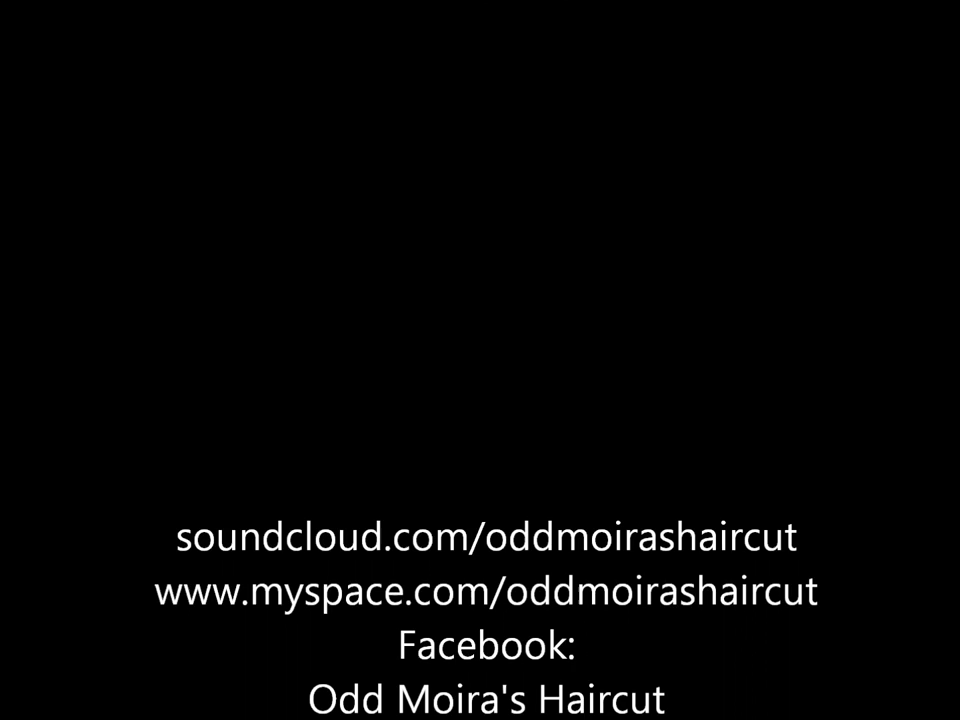 soundcloud.com/oddmoirashaircut
www.myspace.com/oddmoirashaircut
Facebook:
Odd Moira's Haircut